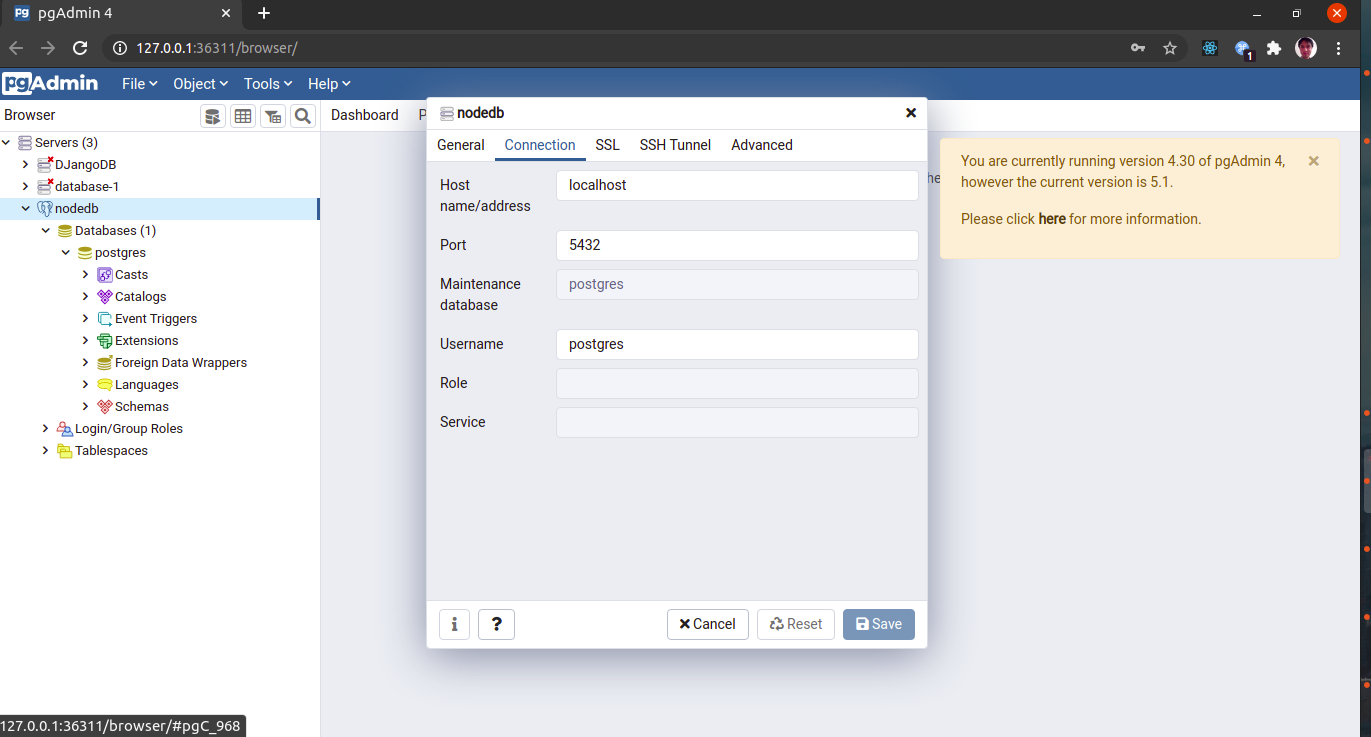 pgAdmin 4
127.0.0.1:36311/browser/
1
pgAdmin File Object Tools Help
Browser
Dashboard P
Servers (3)
DJangoDB
database-1
nodedb
Databases (1)
postgres
Casts
Catalogs
Event Triggers
Extensions
Foreign Data Wrappers
Languages
Schemas
Login/Group Roles
Tablespaces
nodedb
General Connection SSL SSH Tunnel Advanced
Host name/address localhost
Port 5432
Maintenance database postgres
Username postgres
Role
Service
i ? Cancel Reset Save
he
You are currently running version 4.30 of pgAdmin 4,
however the current version is 5.1.
Please click here for more information.
127.0.0.1:36311/browser/#pgC_968